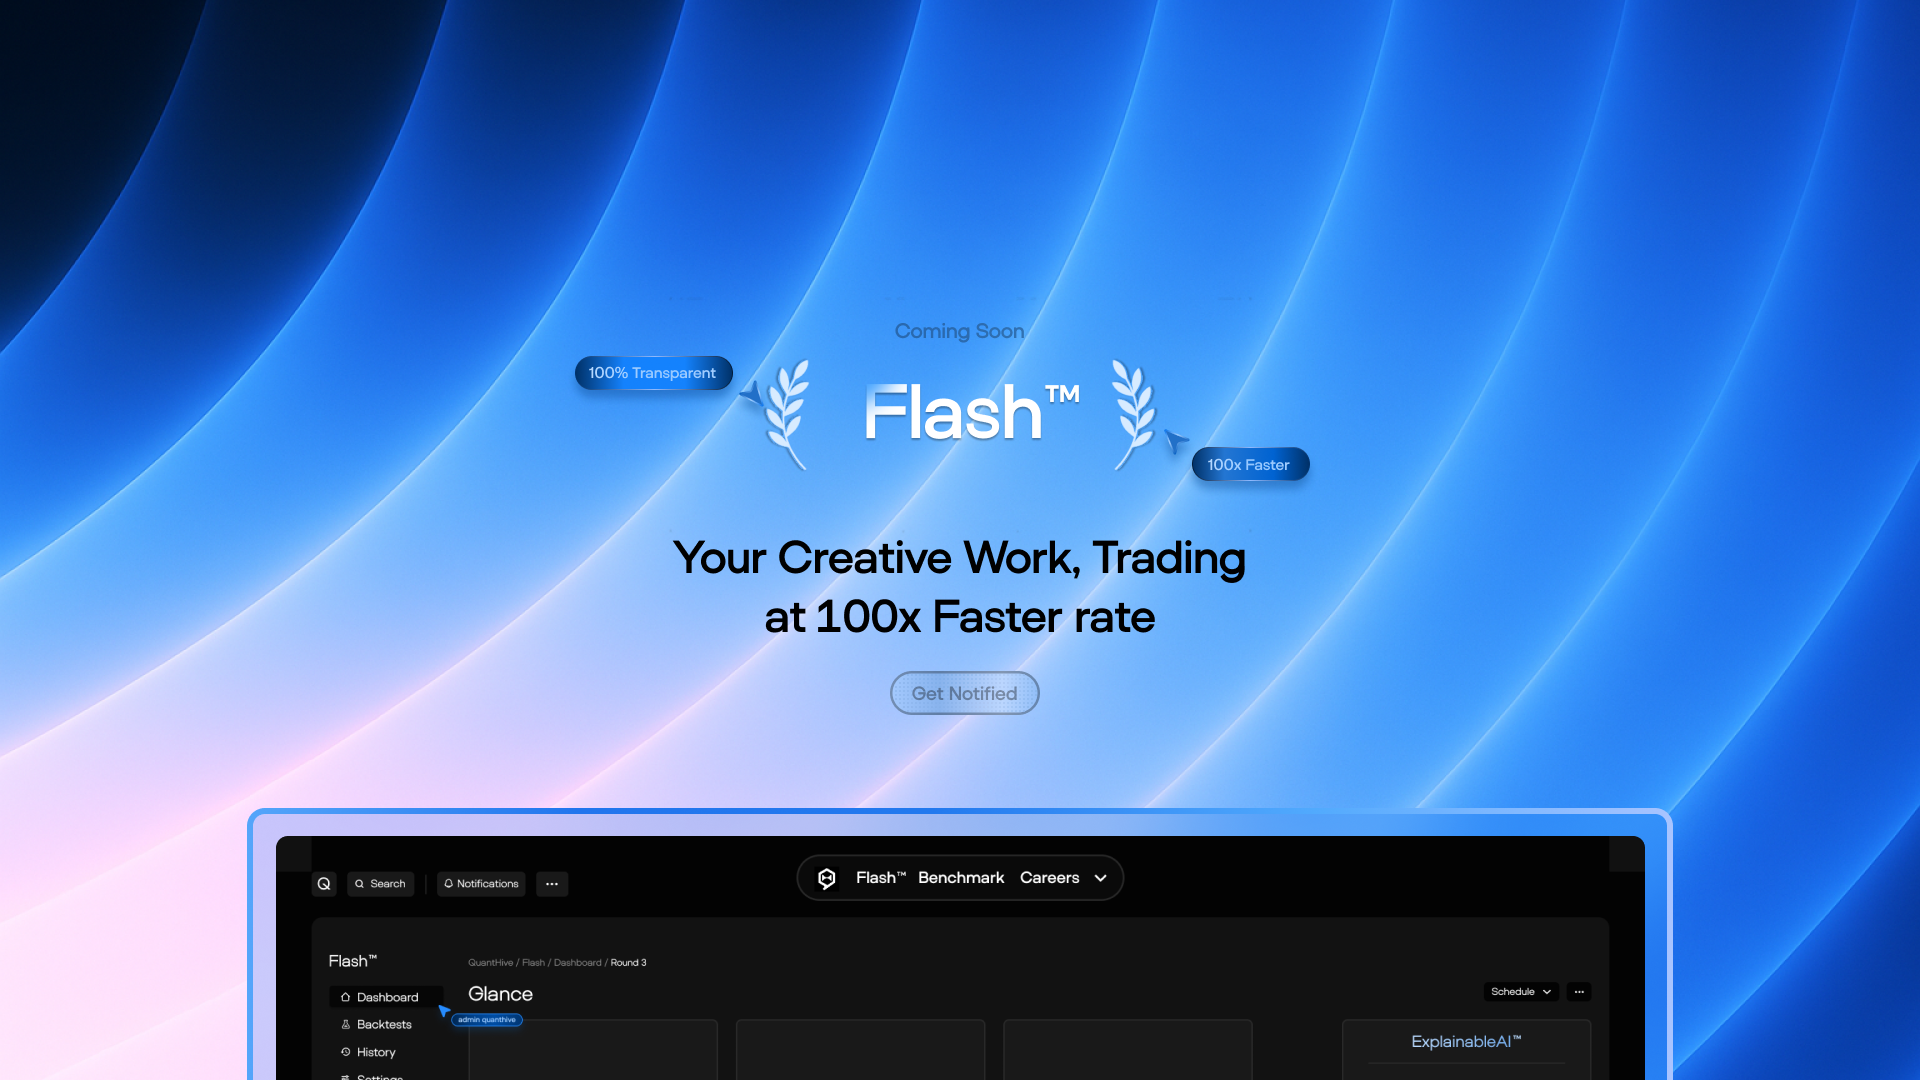 Coming Soon
100% Transparent
Flash™
100x Faster
Your Creative Work, Trading
at 100x Faster rate
Get Notified
Flash™ Benchmark Careers
Search
Notifications
Flash™
QuantHive / Flash / Dashboard / Round 3
Glance
Schedule
Dashboard
admin quanthive
Backtests
History
Settings
ExplainableAI™